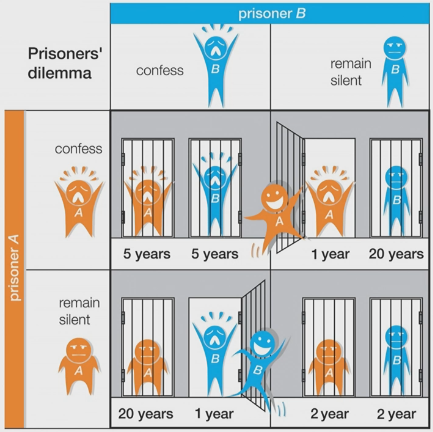 prisoner B
Prisoners'
dilemma
confess
B
remain
silent
B
prisoner A
confess
A
A
B
A
A
B
5 years
5 years
1 year
20 years
remain
silent
A
A
B
B
A
B
20 years
1 year
2 year
2 year